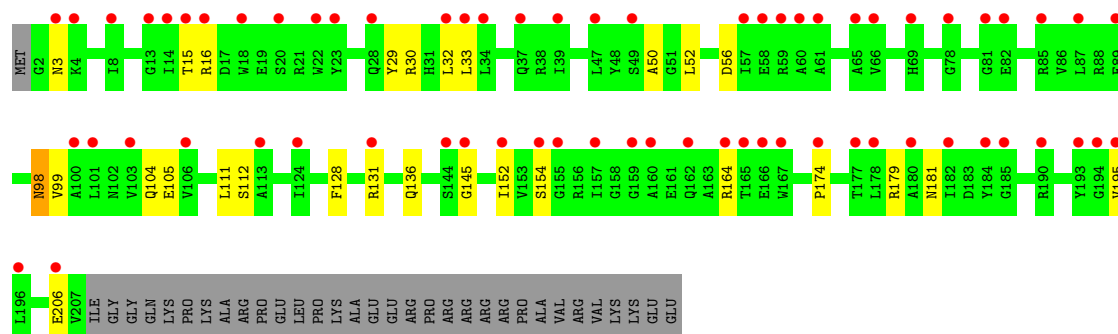 MET G2 N3 K4 I8 G13 I14 T15 R16 D17 W18 E19 S20 R21 W22 Y23 Q28 Y29 R30 H31 L32 L33 L34 Q37 R38 I39 L47 Y48 S49 A50 G51 L52 D56 I57 E58 R59 A60 A61 A65 V66 H69 G78 G81 E82 R85 V86 L87 R88 E89
N98 V99 A100 L101 N102 V103 Q104 E105 V106 L111 S112 A113 I124 F128 R131 Q136 S144 G145 I152 V153 S154 G155 R156 I157 G158 G159 A160 E161 Q162 A163 R164 T165 E166 W167 P174 T177 L178 R179 A180 N181 I182 D183 Y184 G185 R190 Y193 G194 V195
L196 E206 V207 ILE GLY GLY GLN LYS PRO LYS ALA ARG PRO GLU LEU PRO LYS ALA GLU GLU ARG PRO ARG ARG ARG ARG PRO ALA VAL ARG VAL LYS LYS GLU GLU